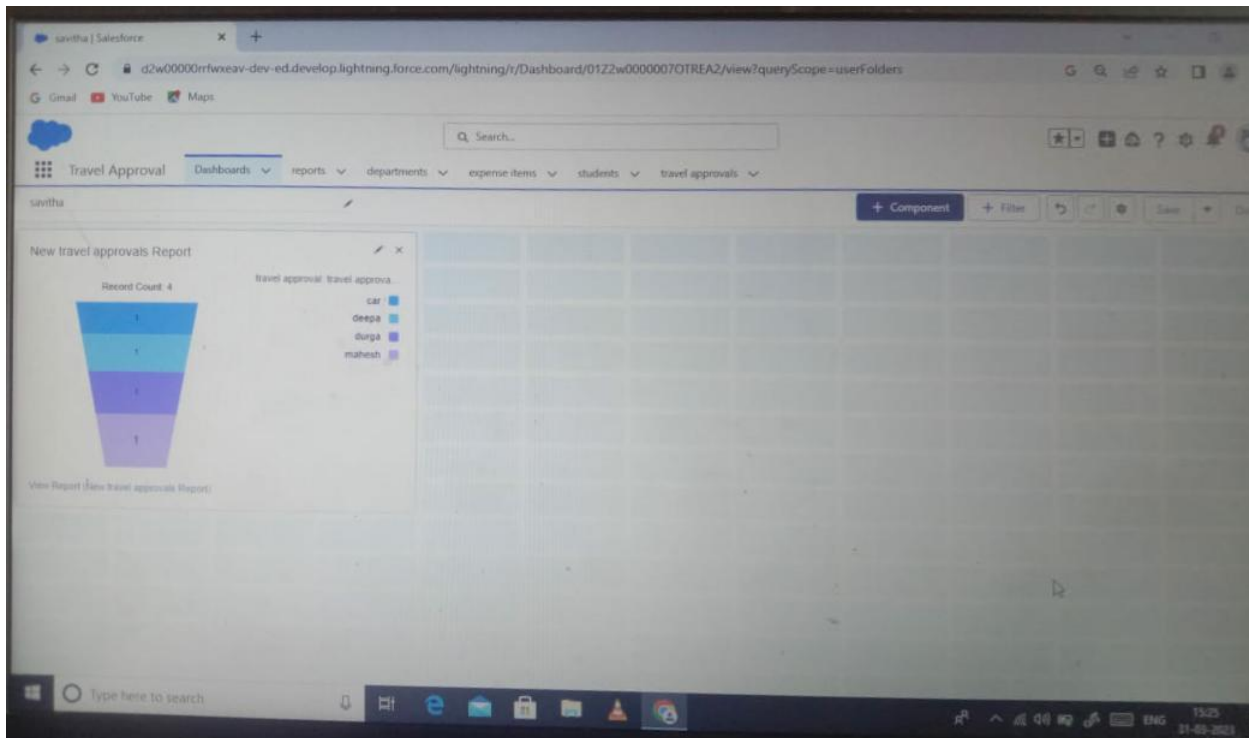 savitha | Salesforce
d2w00000rrfwxeav-dev-ed.develop.lightning.force.com/lightning/r/Dashboard/01Z2w0000007OTREA2/view?queryScope=userFolders
Gmail YouTube Maps
Search...
Travel Approval Dashboards reports departments expense items students travel approvals
savitha + Component + Filter Save
New travel approvals Report
Record Count: 4
travel approval: travel approva...
car
deepa
durga
mahesh
1
1
1
1
View Report (New travel approvals Report)
Type here to search
ENG
15:25
31-03-2023